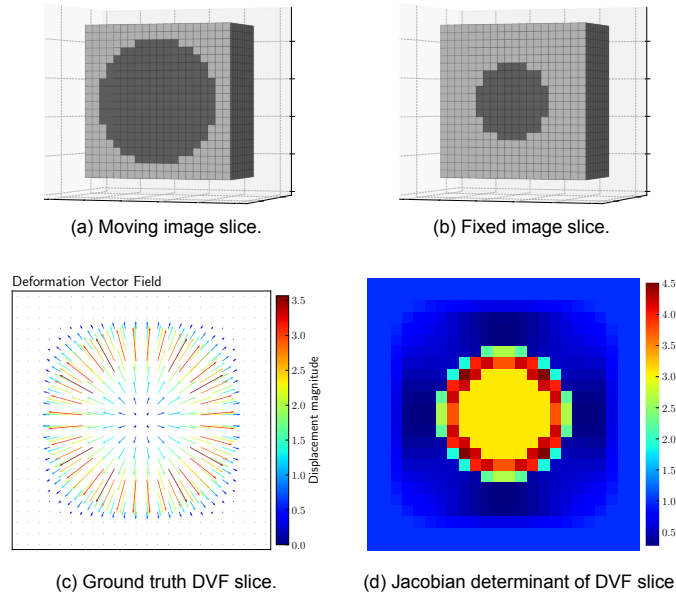 (a) Moving image slice.
(b) Fixed image slice.
Deformation Vector Field
3.5
3.0
2.5
2.0
1.5
1.0
0.5
0.0
Displacement magnitude
4.5
4.0
3.5
3.0
2.5
2.0
1.5
1.0
0.5
(c) Ground truth DVF slice.
(d) Jacobian determinant of DVF slice